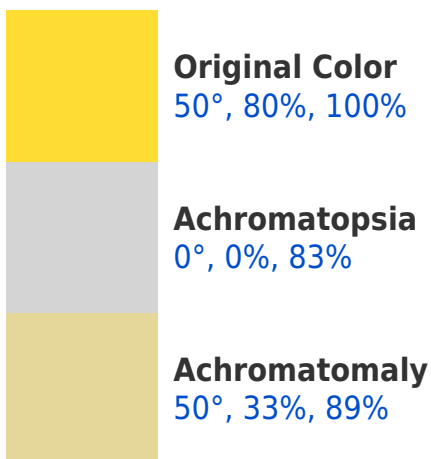 Original Color
50°, 80%, 100%
Achromatopsia
0°, 0%, 83%
Achromatomaly
50°, 33%, 89%